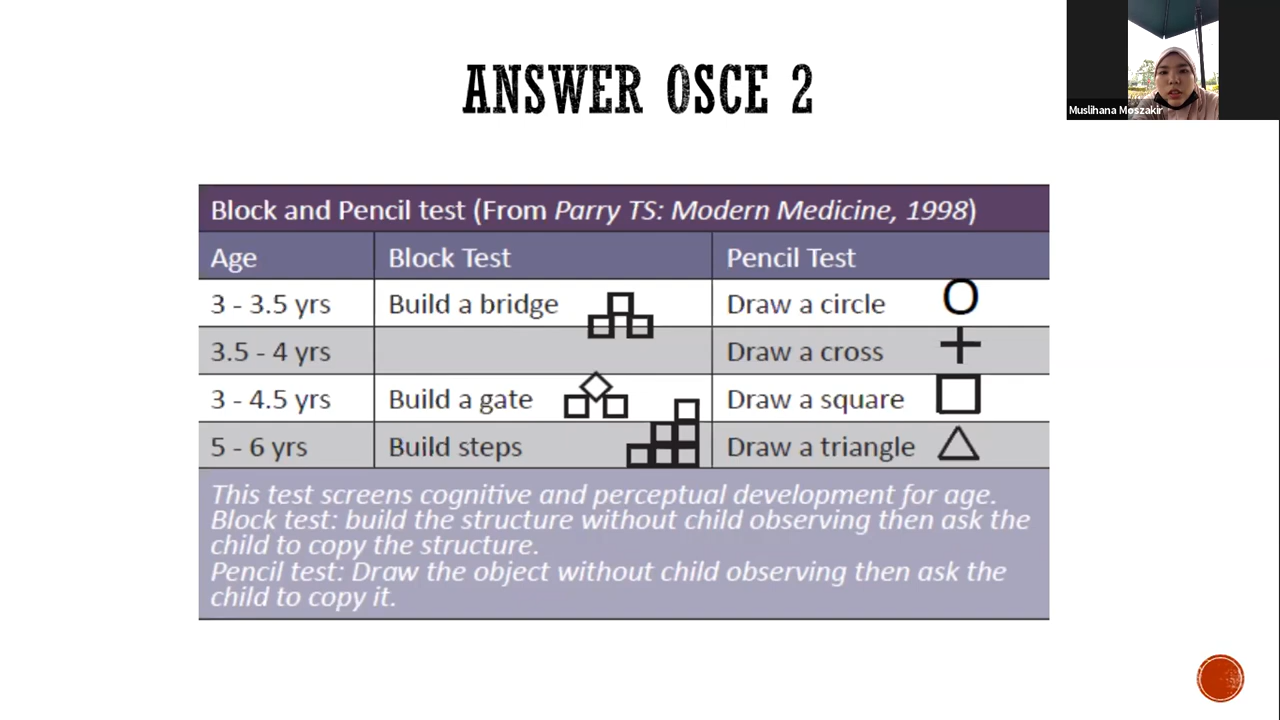 ANSWER OSCE 2
Muslihana Moszakir
Block and Pencil test (From Parry TS: Modern Medicine, 1998)
Age Block Test Pencil Test
3 - 3.5 yrs Build a bridge Draw a circle
3.5 - 4 yrs Draw a cross
3 - 4.5 yrs Build a gate Draw a square
5 - 6 yrs Build steps Draw a triangle
This test screens cognitive and perceptual development for age.
Block test: build the structure without child observing then ask the
child to copy the structure.
Pencil test: Draw the object without child observing then ask the
child to copy it.